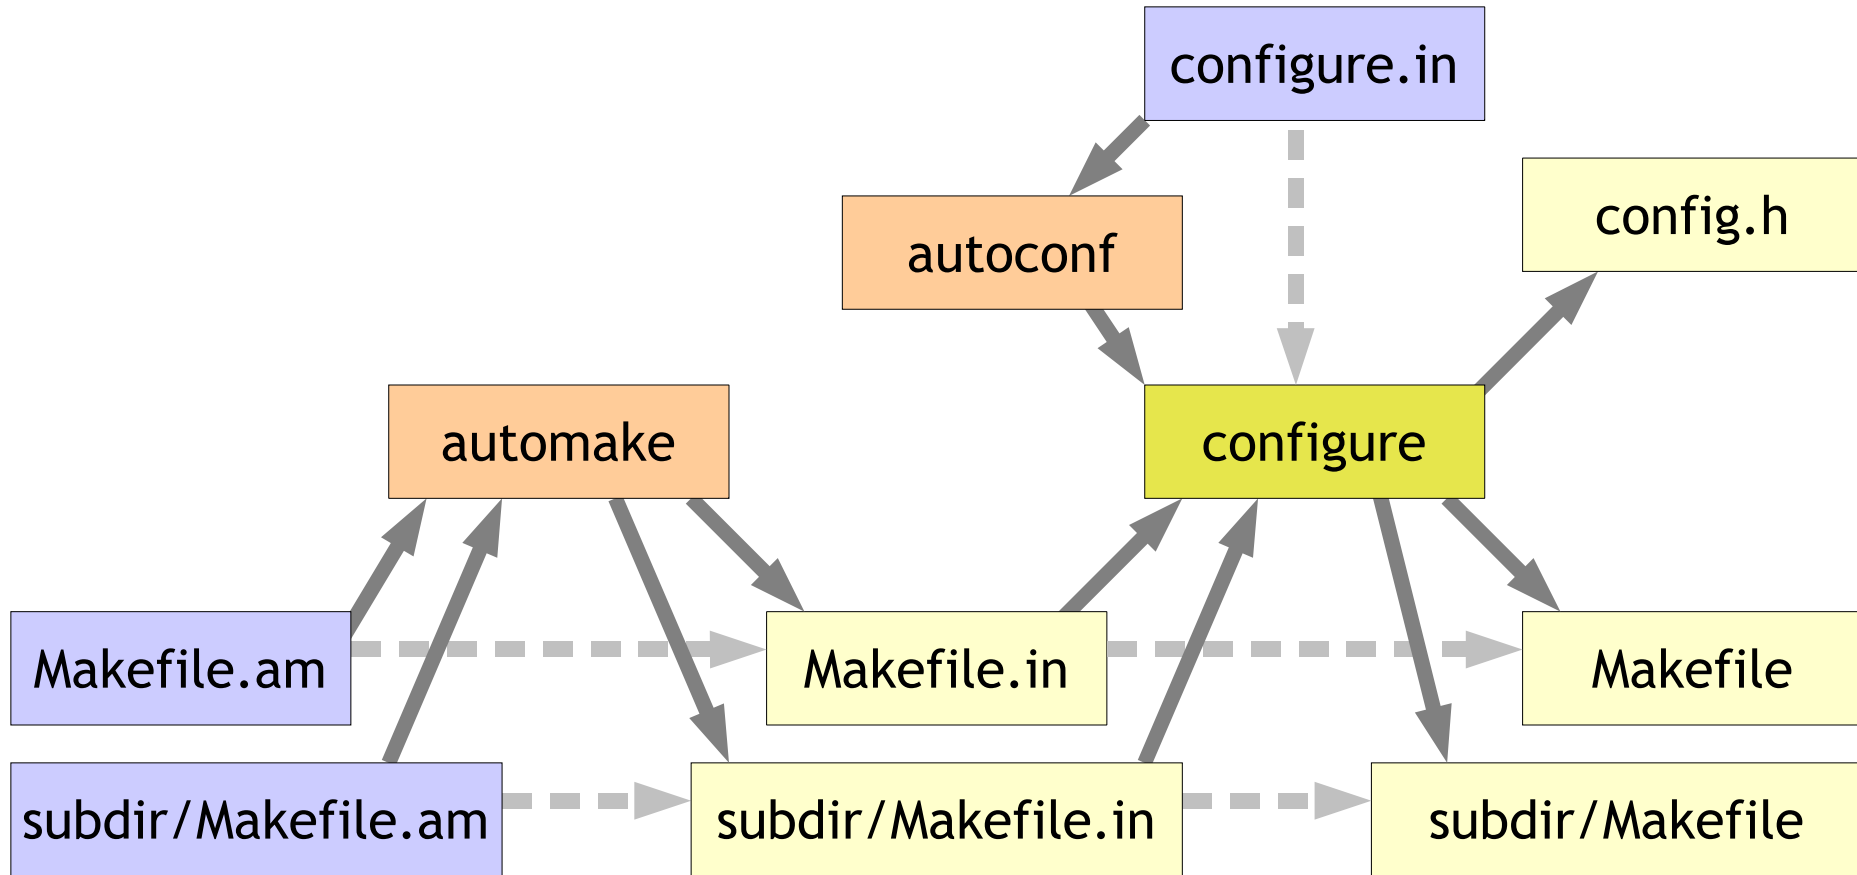 configure.in
config.h
autoconf
automake
configure
Makefile.am
Makefile.in
Makefile
subdir/Makefile.am
subdir/Makefile.in
subdir/Makefile